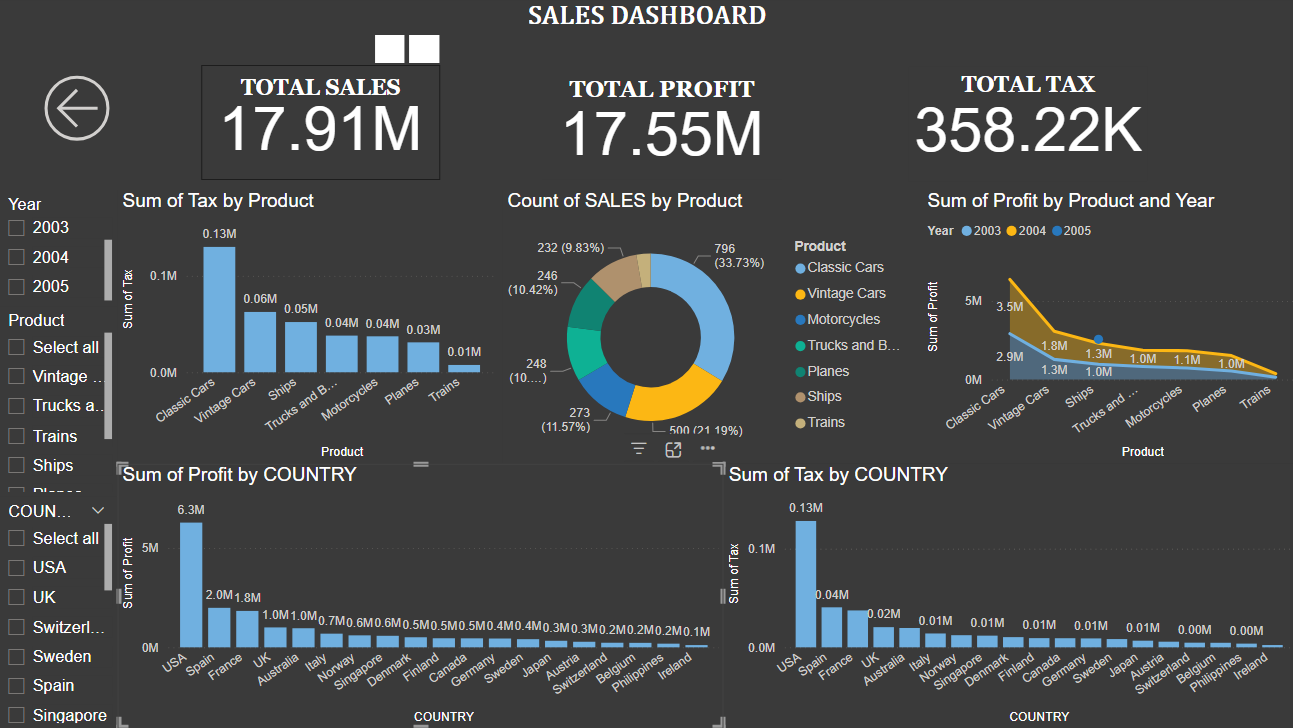 SALES DASHBOARD
TOTAL SALES
17.91M
TOTAL PROFIT
17.55M
TOTAL TAX
358.22K
Year
2003
2004
2005
Product
Select all
Vintage ...
Trucks a...
Trains
Ships
Planes
COUN...
Select all
USA
UK
Switzerl...
Sweden
Spain
Singapore
Sum of Tax by Product
Sum of Tax
0.1M
0.0M
0.13M
0.06M
0.05M
0.04M
0.04M
0.03M
0.01M
Classic Cars
Vintage Cars
Ships
Trucks and B...
Motorcycles
Planes
Trains
Product
Count of SALES by Product
232 (9.83%)
246
(10.42%)
248
(10....)
273
(11.57%)
500 (21.19%)
796
(33.73%)
Product
Classic Cars
Vintage Cars
Motorcycles
Trucks and B...
Planes
Ships
Trains
Sum of Profit by Product and Year
Year 2003 2004 2005
Sum of Profit
5M
0M
3.5M
2.9M
1.8M
1.3M
1.3M
1.0M
1.0M
1.1M
1.0M
Classic Cars
Vintage Cars
Ships
Trucks and ...
Motorcycles
Planes
Trains
Product
Sum of Profit by COUNTRY
Sum of Profit
5M
0M
6.3M
2.0M
1.8M
1.0M
1.0M
0.7M
0.6M
0.6M
0.5M
0.5M
0.5M
0.4M
0.4M
0.3M
0.3M
0.2M
0.2M
0.2M
0.1M
USA
Spain
France
UK
Australia
Italy
Norway
Singapore
Denmark
Finland
Canada
Germany
Sweden
Japan
Austria
Switzerland
Belgium
Philippines
Ireland
COUNTRY
Sum of Tax by COUNTRY
Sum of Tax
0.1M
0.0M
0.13M
0.04M
0.02M
0.01M
0.01M
0.01M
0.01M
0.01M
0.00M
0.00M
USA
Spain
France
UK
Australia
Italy
Norway
Singapore
Denmark
Finland
Canada
Germany
Sweden
Japan
Austria
Switzerland
Belgium
Philippines
Ireland
COUNTRY